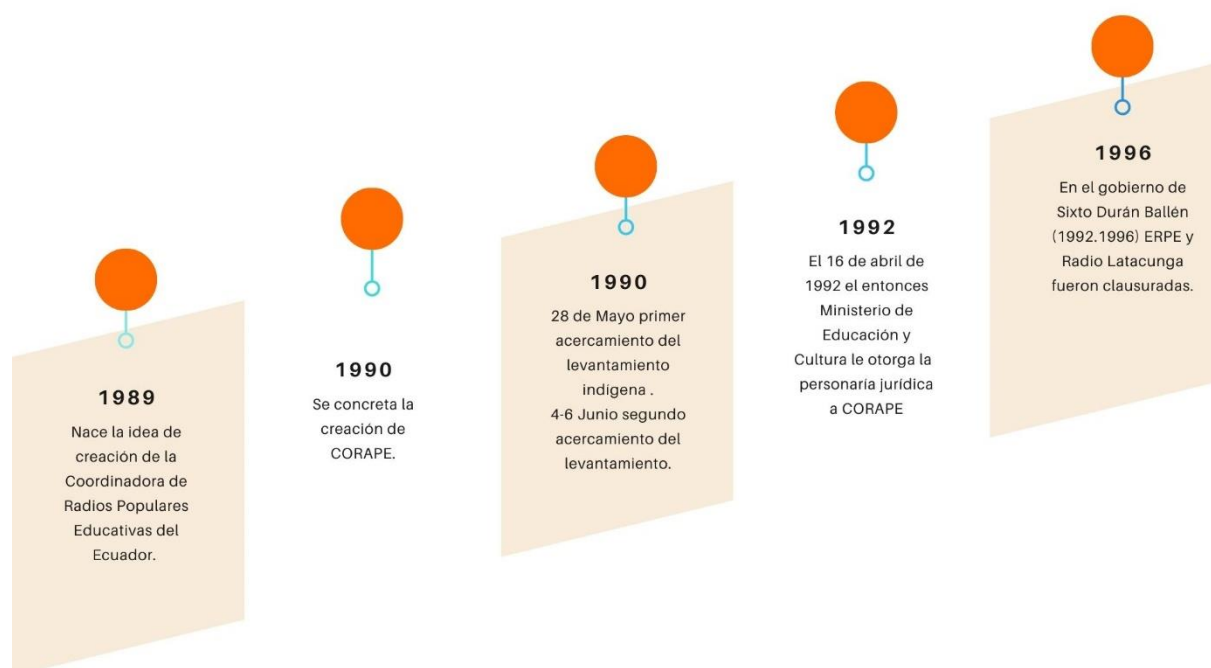 1989
Nace la idea de
creación de la
Coordinadora de
Radios Populares
Educativas del
Ecuador.
1990
Se concreta la
creación de
CORAPE.
1990
28 de Mayo primer
acercamiento del
levantamiento
indígena .
4-6 Junio segundo
acercamiento del
levantamiento.
1992
El 16 de abril de
1992 el entonces
Ministerio de
Educación y
Cultura le otorga la
personaría jurídica
a CORAPE
1996
En el gobierno de
Sixto Durán Ballén
(1992.1996) ERPE y
Radio Latacunga
fueron clausuradas.